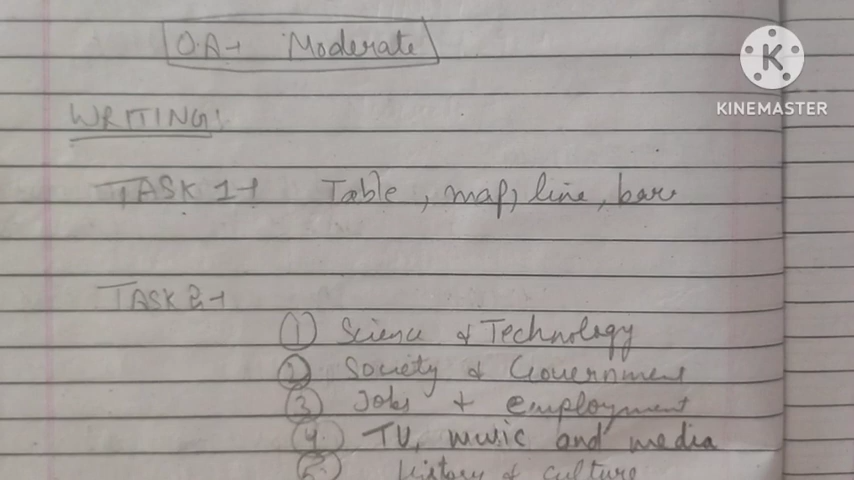 O.A→ Moderate
KINEMASTER
WRITING:
TASK 1→ Table, map, line, bar
TASK 2→
① Science & Technology
② Society & Government
③ Jobs & employment
④ TV, music and media
⑤ History & culture